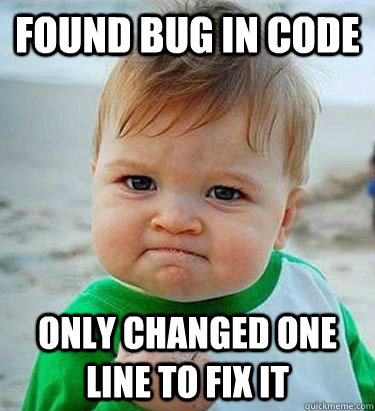 FOUND BUG IN CODE
ONLY CHANGED ONE
LINE TO FIX IT
quickmeme.com